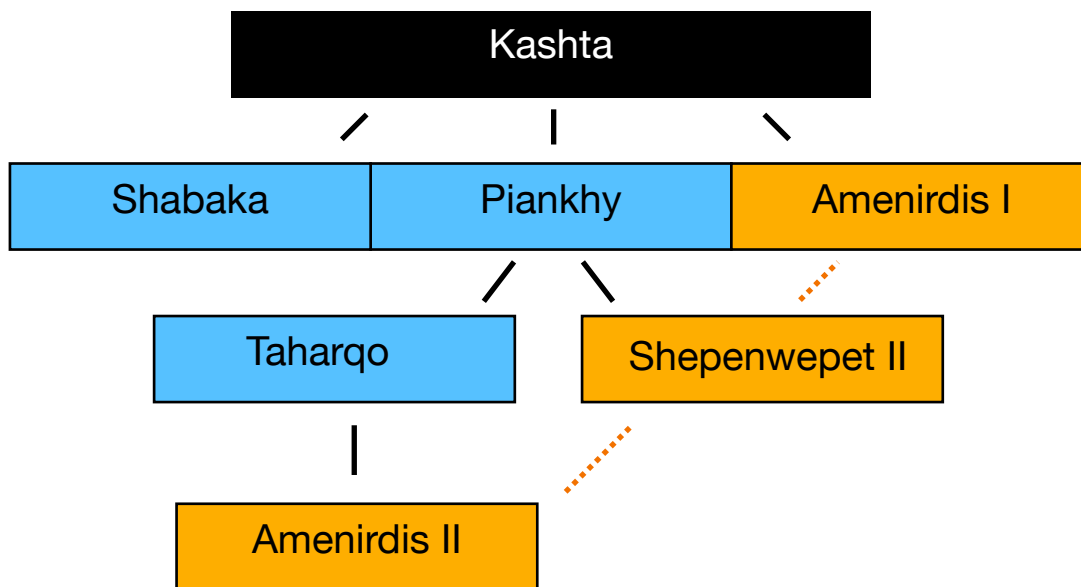 Kashta
Shabaka
Piankhy
Amenirdis I
Taharqo
Shepenwepet II
Amenirdis II